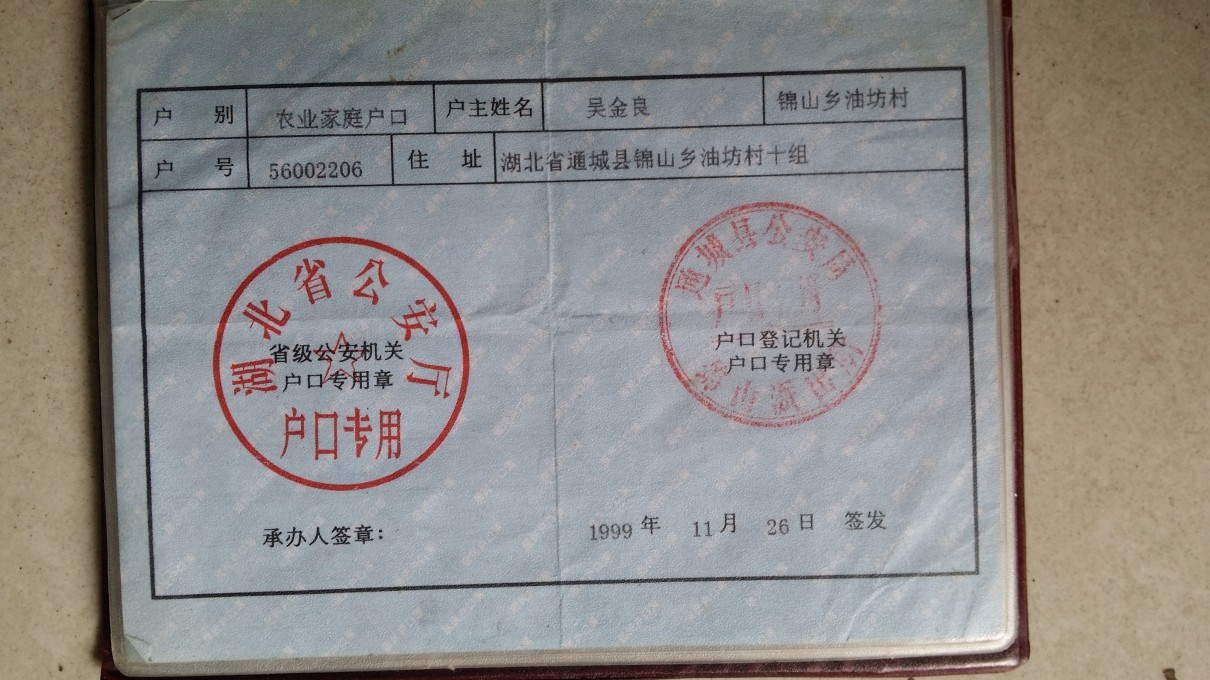 户 别 农业家庭户口 户主姓名 吴金良 锦山乡油坊村
户 号 56002206 住 址 湖北省通城县锦山乡油坊村十组
湖北省公安厅
省级公安机关
户口专用章
户口专用
通城县公安局
户口登记机关
户口专用章
承办人签章：
1999 年 11 月 26 日 签发